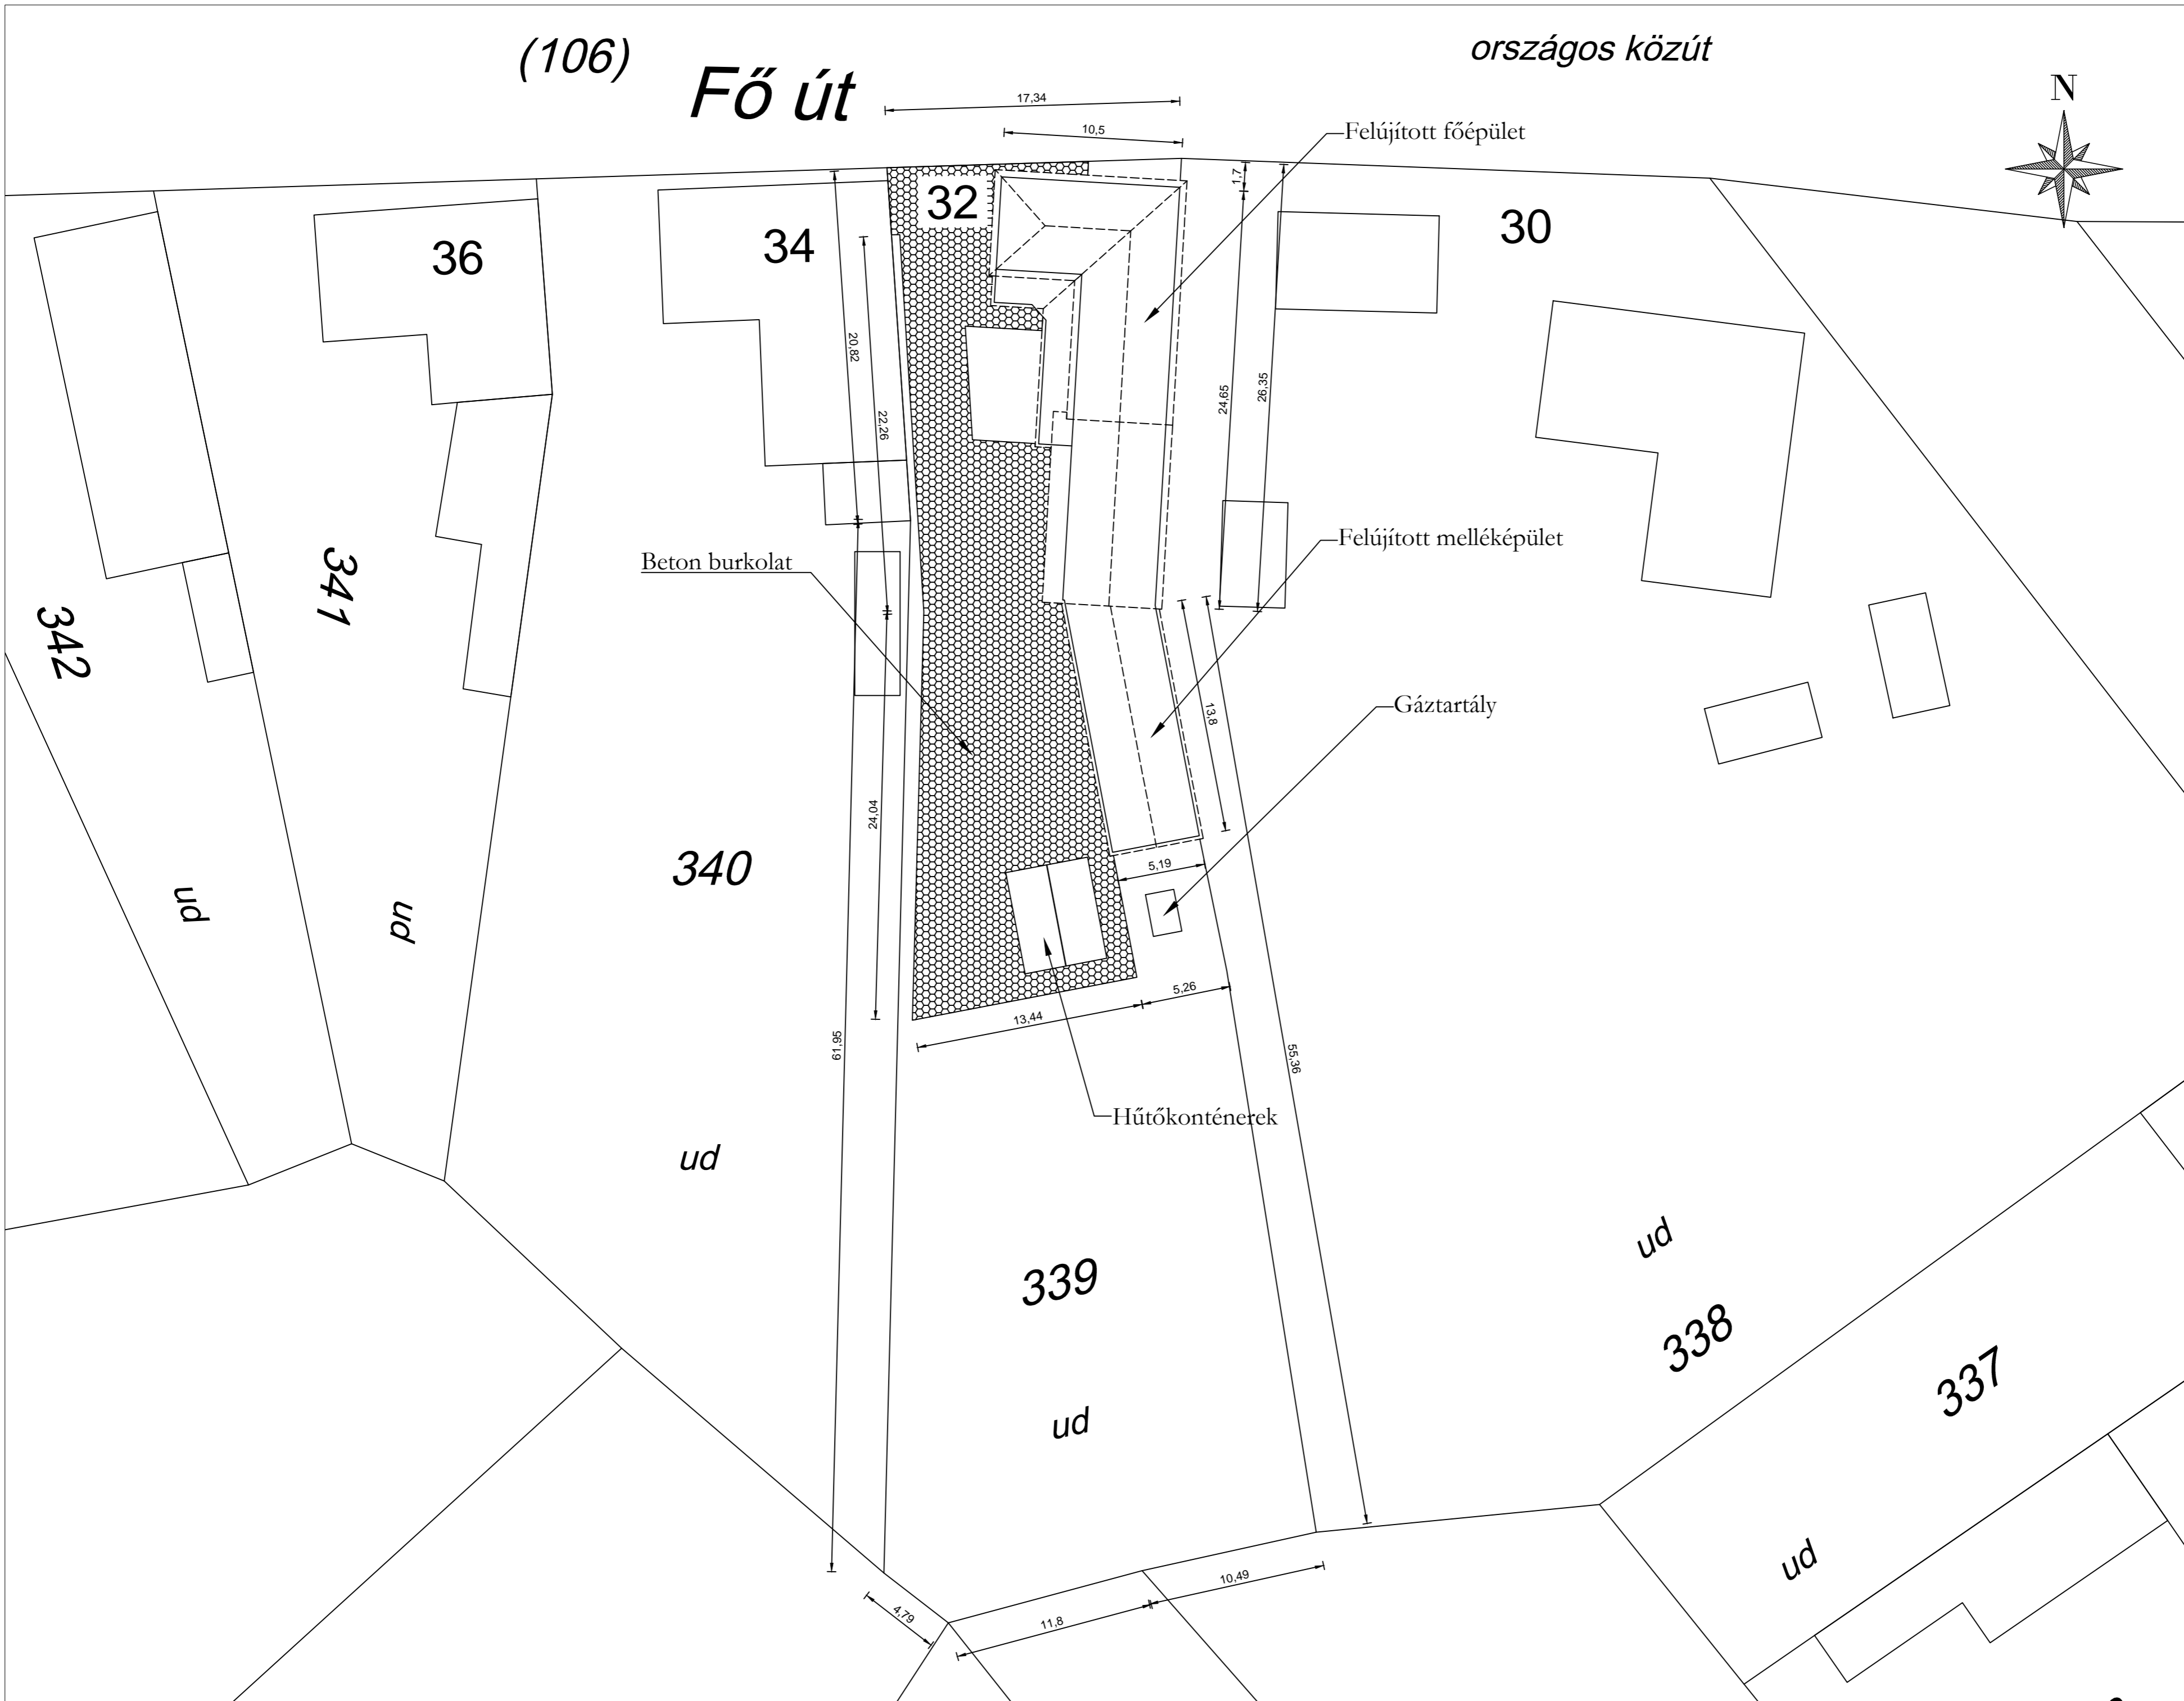 (106)
Fő út
országos közút
N
17,34
10,5
Felújított főépület
1,7
32
30
34
36
20,82
22,26
24,65
26,35
Felújított melléképület
Beton burkolat
341
342
Gáztartály
13,8
24,04
340
5,19
ud
ud
5,26
13,44
61,95
55,36
Hűtőkonténerek
ud
ud
339
338
337
ud
ud
10,49
4,79
11,8